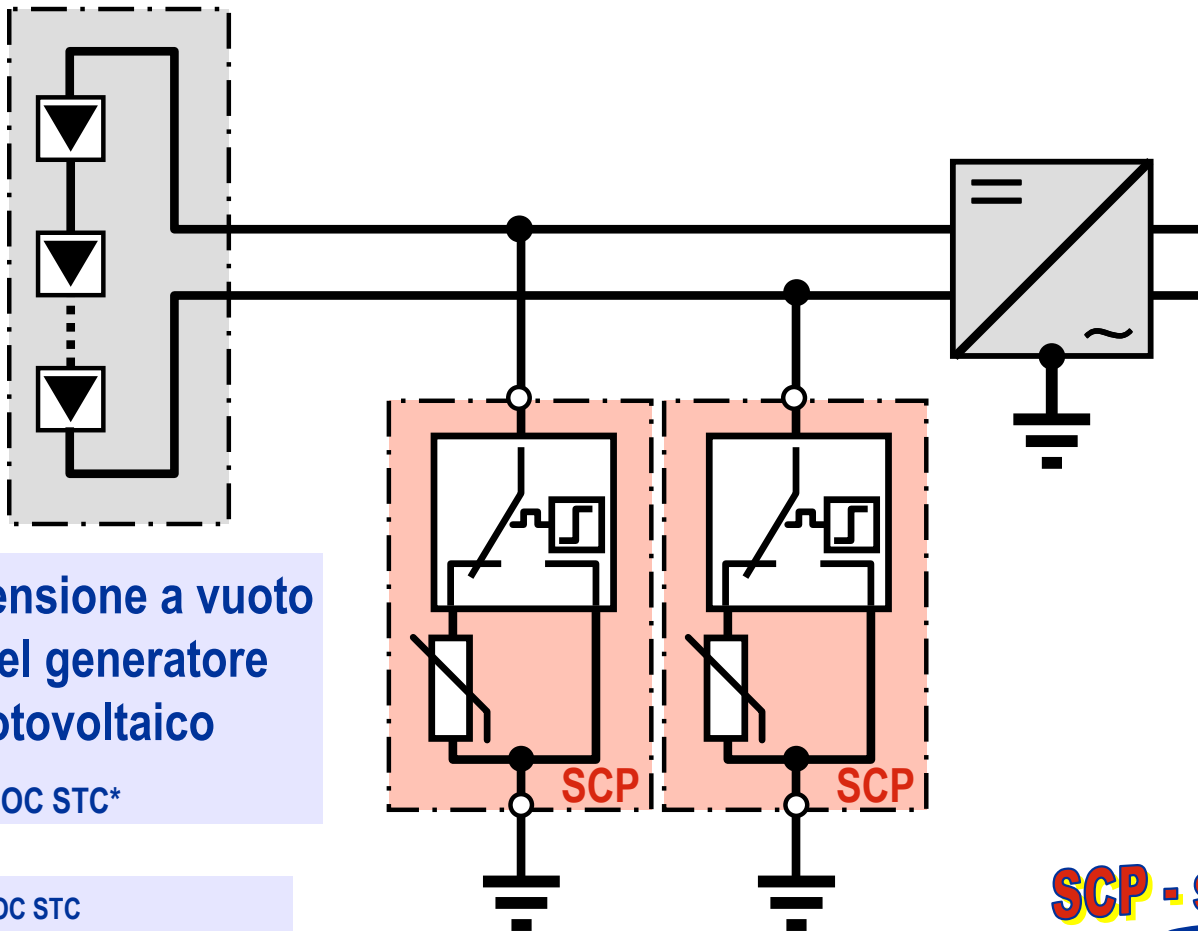 ensione a vuoto
el generatore
otovoltaico
OC STC*
OC STC
SCP
SCP
SCP - S